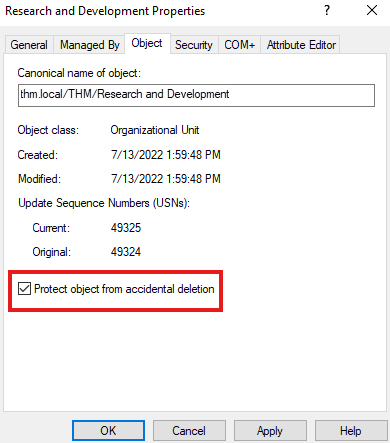 Research and Development Properties ? X
General Managed By Object Security COM+ Attribute Editor
Canonical name of object:
thm.local/THM/Research and Development
Object class: Organizational Unit
Created: 7/13/2022 1:59:48 PM
Modified: 7/13/2022 1:59:48 PM
Update Sequence Numbers (USNs):
Current: 49325
Original: 49324
Protect object from accidental deletion
OK Cancel Apply Help